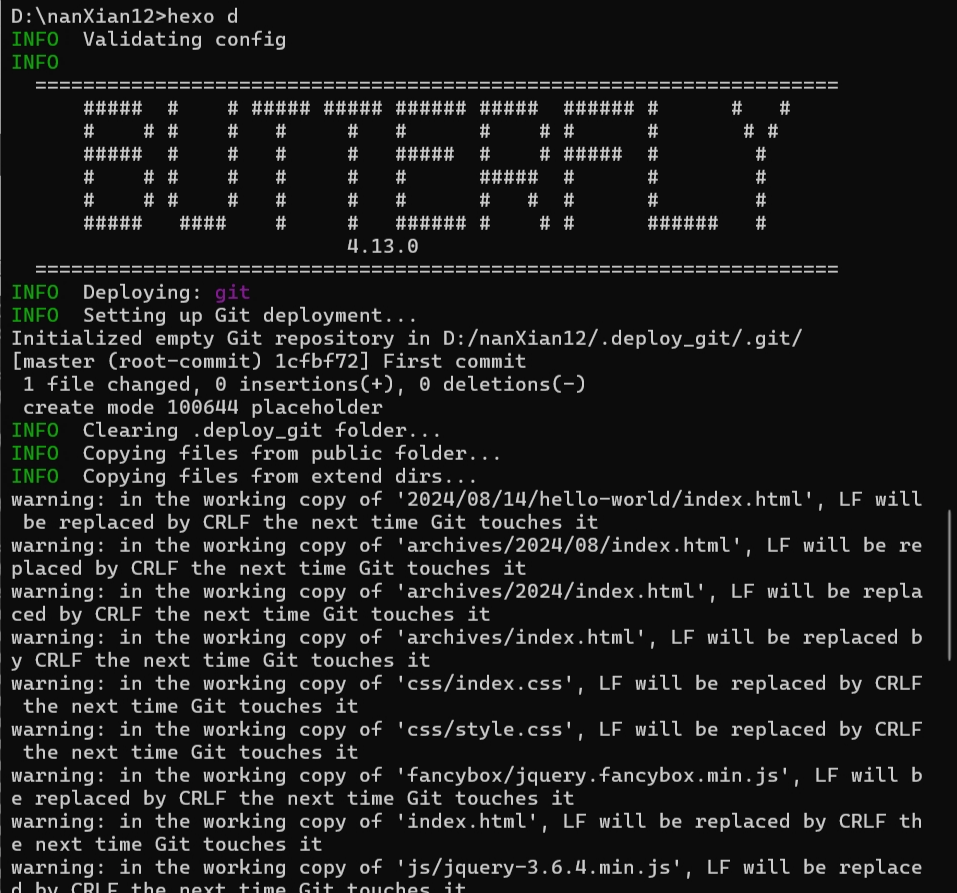 D:\nanXian12>hexo d
INFO  Validating config
INFO
  ===================================================================
      #####  #    # ##### ##### ###### #####  ###### #      #   #
      #    # #    #   #     #   #      #    # #      #       # #
      #####  #    #   #     #   #####  #    # #####  #        #
      #    # #    #   #     #   #      #####  #      #        #
      #    # #    #   #     #   #      #   #  #      #        #
      #####   ####    #     #   ###### #    # #      ######   #
                            4.13.0
  ===================================================================
INFO  Deploying: git
INFO  Setting up Git deployment...
Initialized empty Git repository in D:/nanXian12/.deploy_git/.git/
[master (root-commit) 1cfbf72] First commit
 1 file changed, 0 insertions(+), 0 deletions(-)
 create mode 100644 placeholder
INFO  Clearing .deploy_git folder...
INFO  Copying files from public folder...
INFO  Copying files from extend dirs...
warning: in the working copy of '2024/08/14/hello-world/index.html', LF will
 be replaced by CRLF the next time Git touches it
warning: in the working copy of 'archives/2024/08/index.html', LF will be re
placed by CRLF the next time Git touches it
warning: in the working copy of 'archives/2024/index.html', LF will be repla
ced by CRLF the next time Git touches it
warning: in the working copy of 'archives/index.html', LF will be replaced b
y CRLF the next time Git touches it
warning: in the working copy of 'css/index.css', LF will be replaced by CRLF
 the next time Git touches it
warning: in the working copy of 'css/style.css', LF will be replaced by CRLF
 the next time Git touches it
warning: in the working copy of 'fancybox/jquery.fancybox.min.js', LF will b
e replaced by CRLF the next time Git touches it
warning: in the working copy of 'index.html', LF will be replaced by CRLF th
e next time Git touches it
warning: in the working copy of 'js/jquery-3.6.4.min.js', LF will be replace
d by CRLF the next time Git touches it